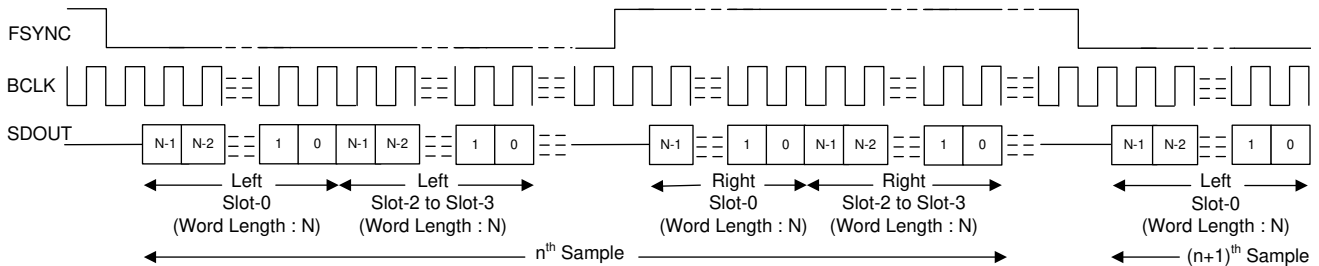 FSYNC
BCLK
SDOUT
N-1 N-2 1 0 N-1 N-2 1 0 N-1 1 0 N-1 N-2 1 0 N-1 N-2 1 0
Left Left Right Right Left
Slot-0 Slot-2 to Slot-3 Slot-0 Slot-2 to Slot-3 Slot-0
(Word Length : N) (Word Length : N) (Word Length : N) (Word Length : N) (Word Length : N)
nth Sample (n+1)th Sample